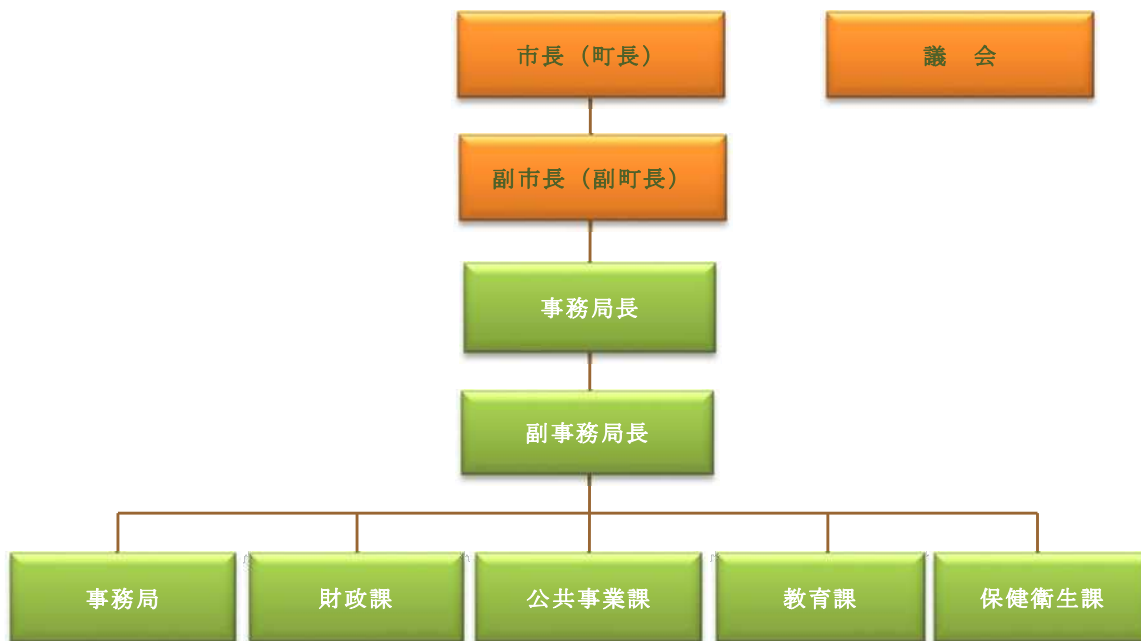 市長（町長）
議　会
副市長（副町長）
事務局長
副事務局長
事務局
財政課
公共事業課
教育課
保健衛生課